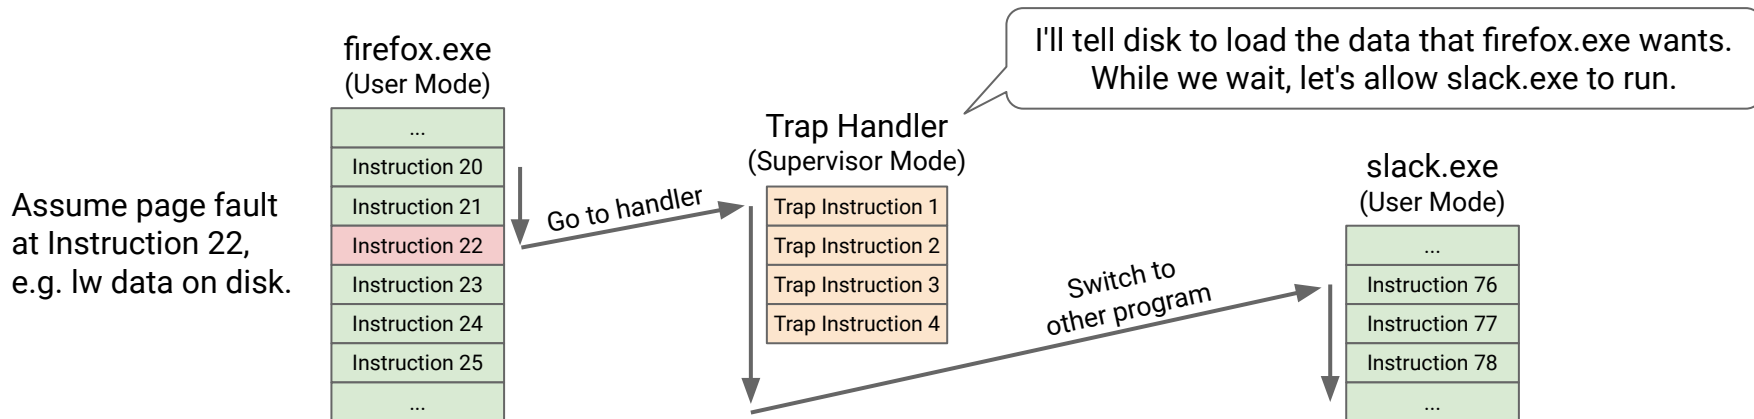 I'll tell disk to load the data that firefox.exe wants.
While we wait, let's allow slack.exe to run.
firefox.exe
(User Mode)
...
Instruction 20
Instruction 21
Instruction 22
Instruction 23
Instruction 24
Instruction 25
...
Assume page fault
at Instruction 22,
e.g. lw data on disk.
Go to handler
Trap Handler
(Supervisor Mode)
Trap Instruction 1
Trap Instruction 2
Trap Instruction 3
Trap Instruction 4
Switch to
other program
slack.exe
(User Mode)
...
Instruction 76
Instruction 77
Instruction 78
...